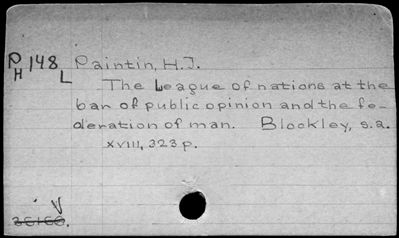 PH 148 L
Paintin, H.J.
The League of nations at the
bar of public opinion and the fe-
deration of man. Blockley, s.a.
XVIII, 323 p.
V